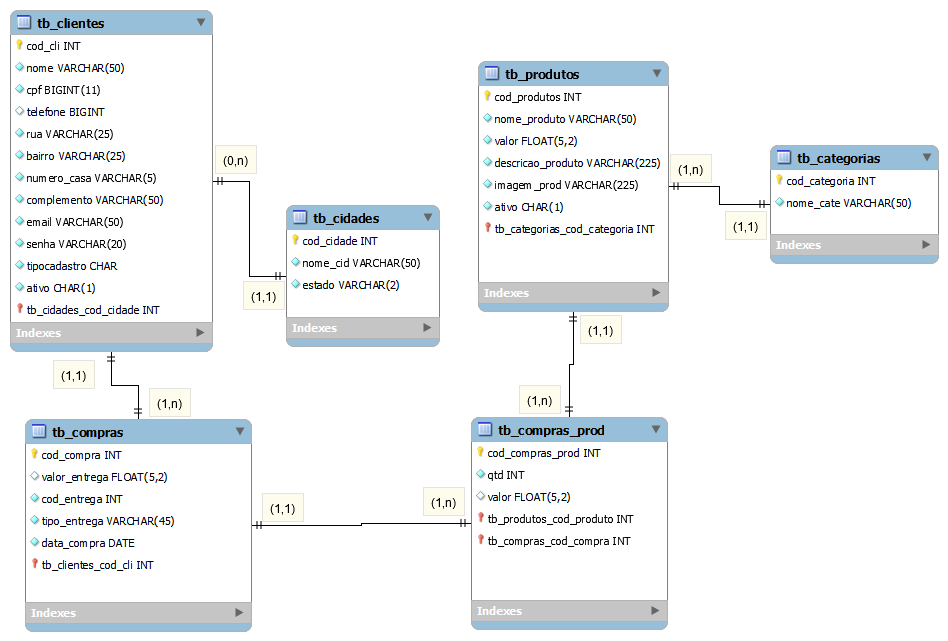 tb_clientes
cod_cli INT
nome VARCHAR(50)
cpf BIGINT(11)
telefone BIGINT
rua VARCHAR(25)
bairro VARCHAR(25)
numero_casa VARCHAR(5)
complemento VARCHAR(50)
email VARCHAR(50)
senha VARCHAR(20)
tipocadastro CHAR
ativo CHAR(1)
tb_cidades_cod_cidade INT
Indexes
(0,n)
(1,1)
tb_cidades
cod_cidade INT
nome_cid VARCHAR(50)
estado VARCHAR(2)
Indexes
tb_produtos
cod_produtos INT
nome_produto VARCHAR(50)
valor FLOAT(5,2)
descricao_produto VARCHAR(225)
imagem_prod VARCHAR(225)
ativo CHAR(1)
tb_categorias_cod_categoria INT
Indexes
(1,n)
(1,1)
tb_categorias
cod_categoria INT
nome_cate VARCHAR(50)
Indexes
(1,1)
(1,n)
(1,1)
(1,n)
tb_compras
cod_compra INT
valor_entrega FLOAT(5,2)
cod_entrega INT
tipo_entrega VARCHAR(45)
data_compra DATE
tb_clientes_cod_cli INT
Indexes
(1,1)
(1,n)
tb_compras_prod
cod_compras_prod INT
qtd INT
valor FLOAT(5,2)
tb_produtos_cod_produto INT
tb_compras_cod_compra INT
Indexes